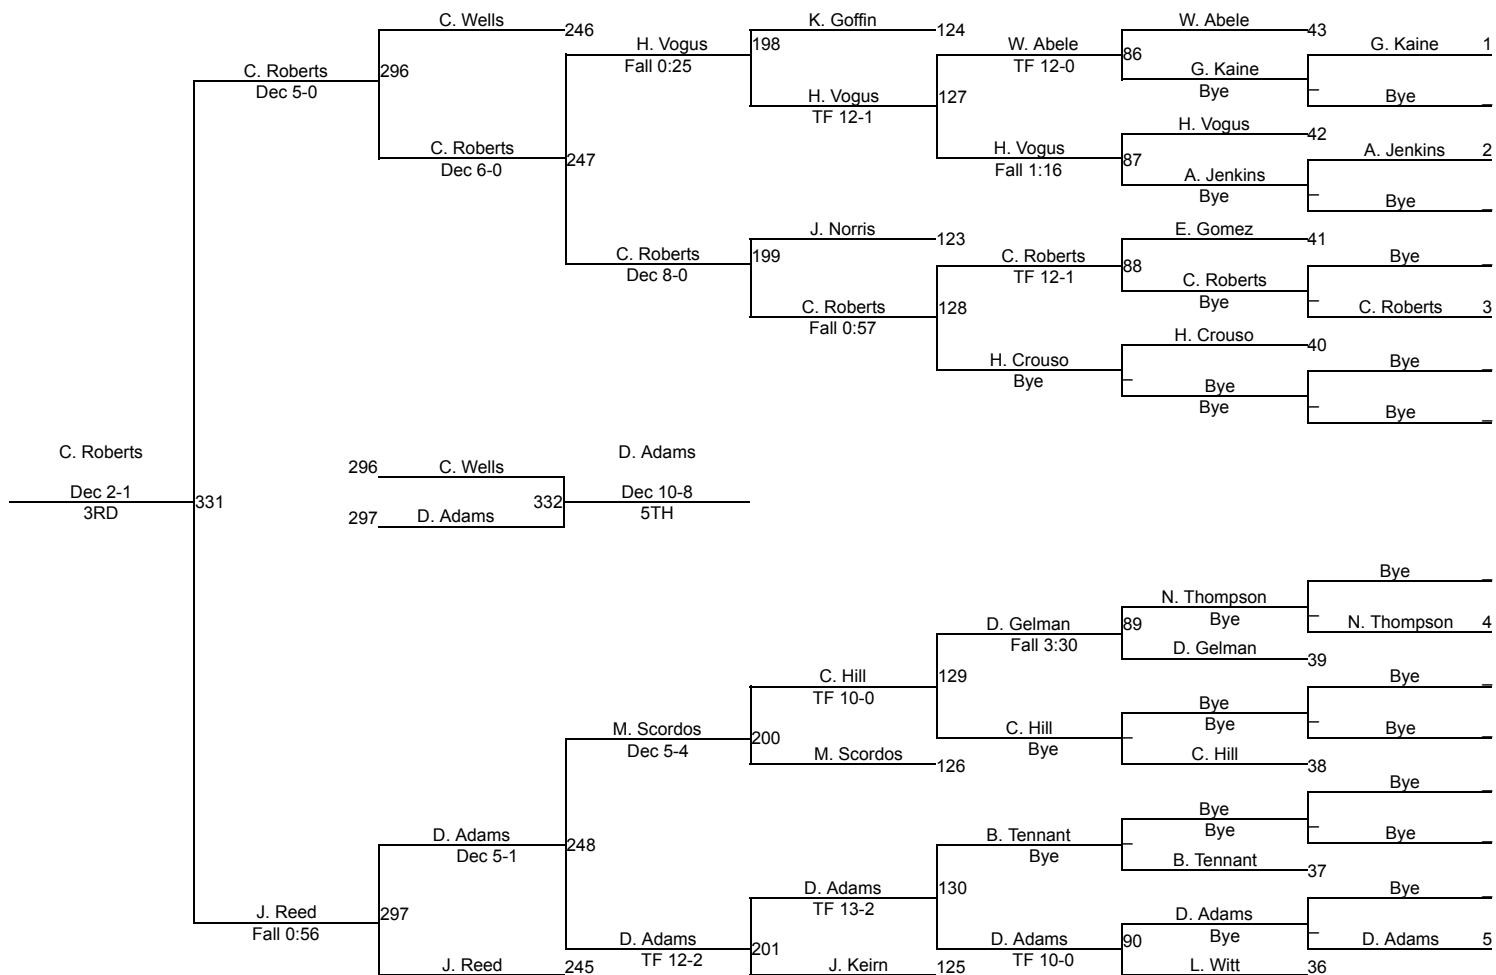 C. Wells
246
K. Goffin
124
W. Abele
43
H. Vogus
198
W. Abele
86
G. Kaine
1
C. Roberts
296
Fall 0:25
TF 12-0
G. Kaine
Dec 5-0
H. Vogus
127
Bye
_
Bye
_
TF 12-1
H. Vogus
42
C. Roberts
247
H. Vogus
87
A. Jenkins
2
Dec 6-0
Fall 1:16
A. Jenkins
Bye
_
Bye
_
J. Norris
123
E. Gomez
41
C. Roberts
199
C. Roberts
88
Bye
_
Dec 8-0
TF 12-1
C. Roberts
C. Roberts
128
Bye
_
C. Roberts
3
Fall 0:57
H. Crouso
40
H. Crouso
Bye
_
Bye
_
Bye
Bye
_
Bye
_
C. Roberts
D. Adams
296
C. Wells
Dec 2-1
331
332
Dec 10-8
3RD
297
D. Adams
5TH
Bye
_
N. Thompson
D. Gelman
89
Bye
_
N. Thompson
4
Fall 3:30
D. Gelman
39
C. Hill
129
Bye
_
TF 10-0
Bye
M. Scordos
200
C. Hill
_
Bye
_
Bye
_
Dec 5-4
M. Scordos
126
Bye
C. Hill
38
Bye
_
Bye
D. Adams
248
B. Tennant
_
Bye
_
Bye
_
Dec 5-1
Bye
B. Tennant
37
D. Adams
130
Bye
_
J. Reed
297
TF 13-2
D. Adams
Fall 0:56
D. Adams
201
D. Adams
90
Bye
_
D. Adams
5
J. Reed
245
TF 12-2
J. Keirn
125
TF 10-0
L. Witt
36